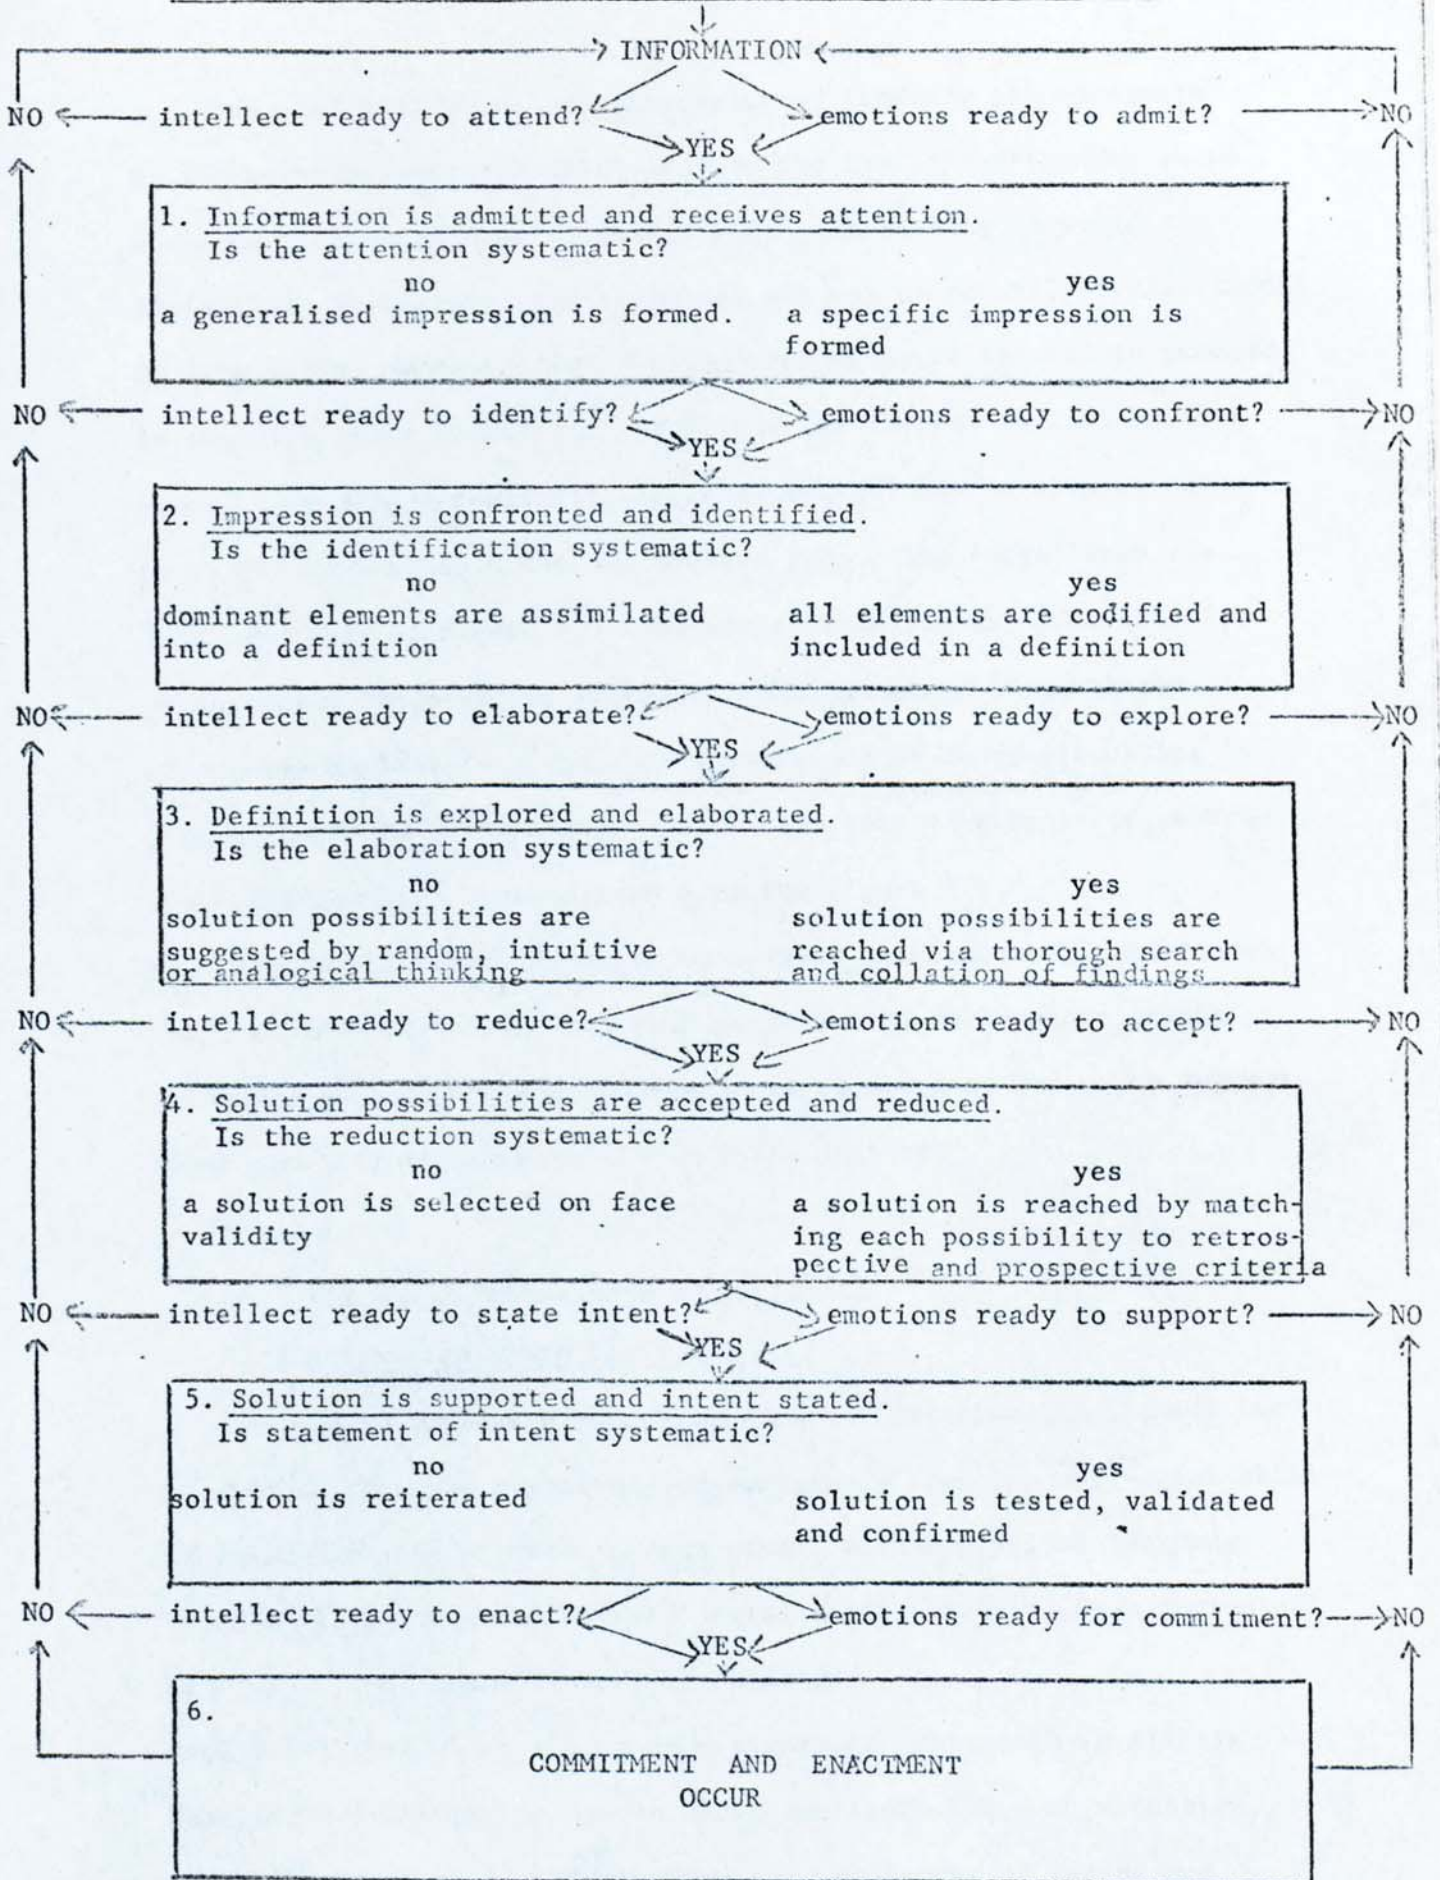 INFORMATION
NO intellect ready to attend? emotions ready to admit? NO
YES
1. Information is admitted and receives attention.
Is the attention systematic?
no yes
a generalised impression is formed. a specific impression is
formed
NO intellect ready to identify? emotions ready to confront? NO
YES
2. Impression is confronted and identified.
Is the identification systematic?
no yes
dominant elements are assimilated all elements are codified and
into a definition included in a definition
NO intellect ready to elaborate? emotions ready to explore? NO
YES
3. Definition is explored and elaborated.
Is the elaboration systematic?
no yes
solution possibilities are solution possibilities are
suggested by random, intuitive reached via thorough search
or analogical thinking and collation of findings
NO intellect ready to reduce? emotions ready to accept? NO
YES
4. Solution possibilities are accepted and reduced.
Is the reduction systematic?
no yes
a solution is selected on face a solution is reached by match-
validity ing each possibility to retros-
pective and prospective criteria
NO intellect ready to state intent? emotions ready to support? NO
YES
5. Solution is supported and intent stated.
Is statement of intent systematic?
no yes
solution is reiterated solution is tested, validated
and confirmed
NO intellect ready to enact? emotions ready for commitment? NO
YES
6.
COMMITMENT AND ENACTMENT
OCCUR